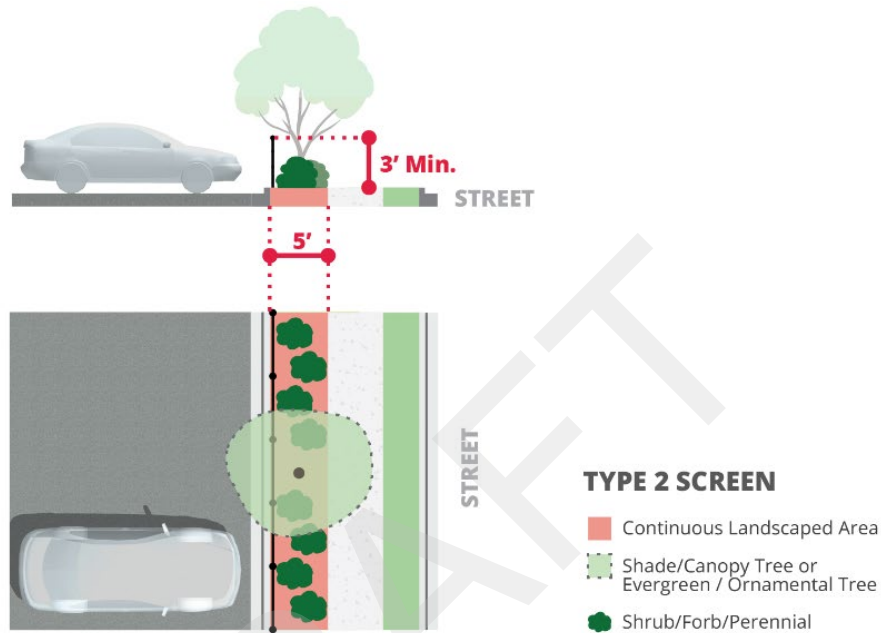 3’ Min.
STREET
5’
STREET
TYPE 2 SCREEN
Continuous Landscaped Area
Shade/Canopy Tree or
Evergreen / Ornamental Tree
Shrub/Forb/Perennial
AFT